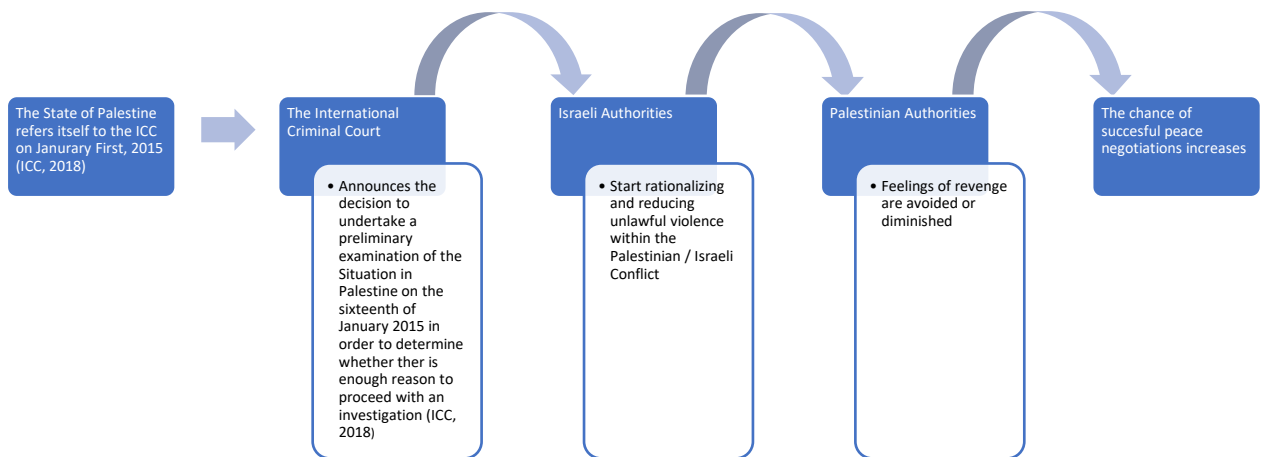 The State of Palestine
refers itself to the ICC
on Janurary First, 2015
(ICC, 2018)
The International
Criminal Court
• Announces the
decision to
undertake a
preliminary
examination of the
Situation in
Palestine on the
sixteenth of
January 2015 in
order to determine
whether ther is
enough reason to
proceed with an
investigation (ICC,
2018)
Israeli Authorities
• Start rationalizing
and reducing
unlawful violence
within the
Palestinian / Israeli
Conflict
Palestinian Authorities
• Feelings of revenge
are avoided or
diminished
The chance of
succesful peace
negotiations increases